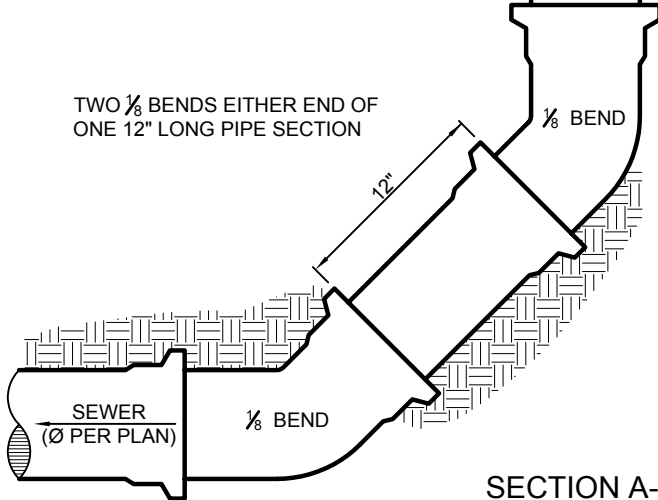 TWO 1/8 BENDS EITHER END OF
ONE 12" LONG PIPE SECTION
1/8 BEND
12"
SEWER
(Ø PER PLAN)
1/8 BEND
SECTION A-